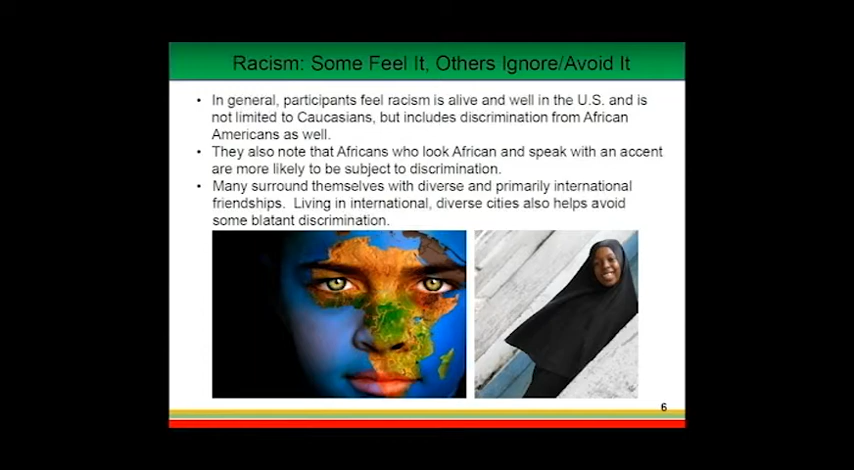 Racism: Some Feel It, Others Ignore/Avoid It
• In general, participants feel racism is alive and well in the U.S. and is
not limited to Caucasians, but includes discrimination from African
Americans as well.
• They also note that Africans who look African and speak with an accent
are more likely to be subject to discrimination.
• Many surround themselves with diverse and primarily international
friendships.  Living in international, diverse cities also helps avoid
some blatant discrimination.
6